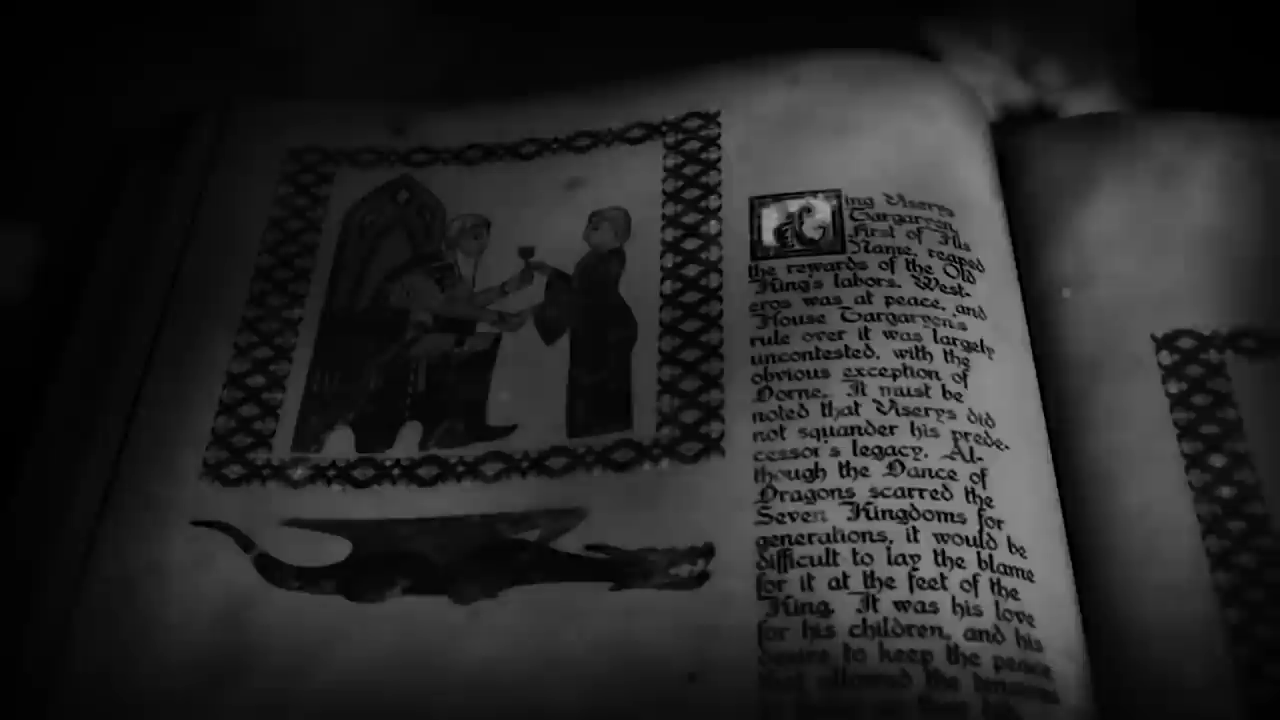 King Viserys
Targaryen,
First of His
Name, reaped
the rewards of the Old
King's labors. West-
eros was at peace, and
House Targaryen's
rule over it was largely
uncontested, with the
obvious exception of
Dorne. It must be
noted that Viserys did
not squander his prede-
cessor's legacy. Al-
though the Dance of
Dragons scarred the
Seven Kingdoms for
generations, it would be
difficult to lay the blame
for it at the feet of the
King. It was his love
for his children, and his
desire to keep the peace
that allowed the